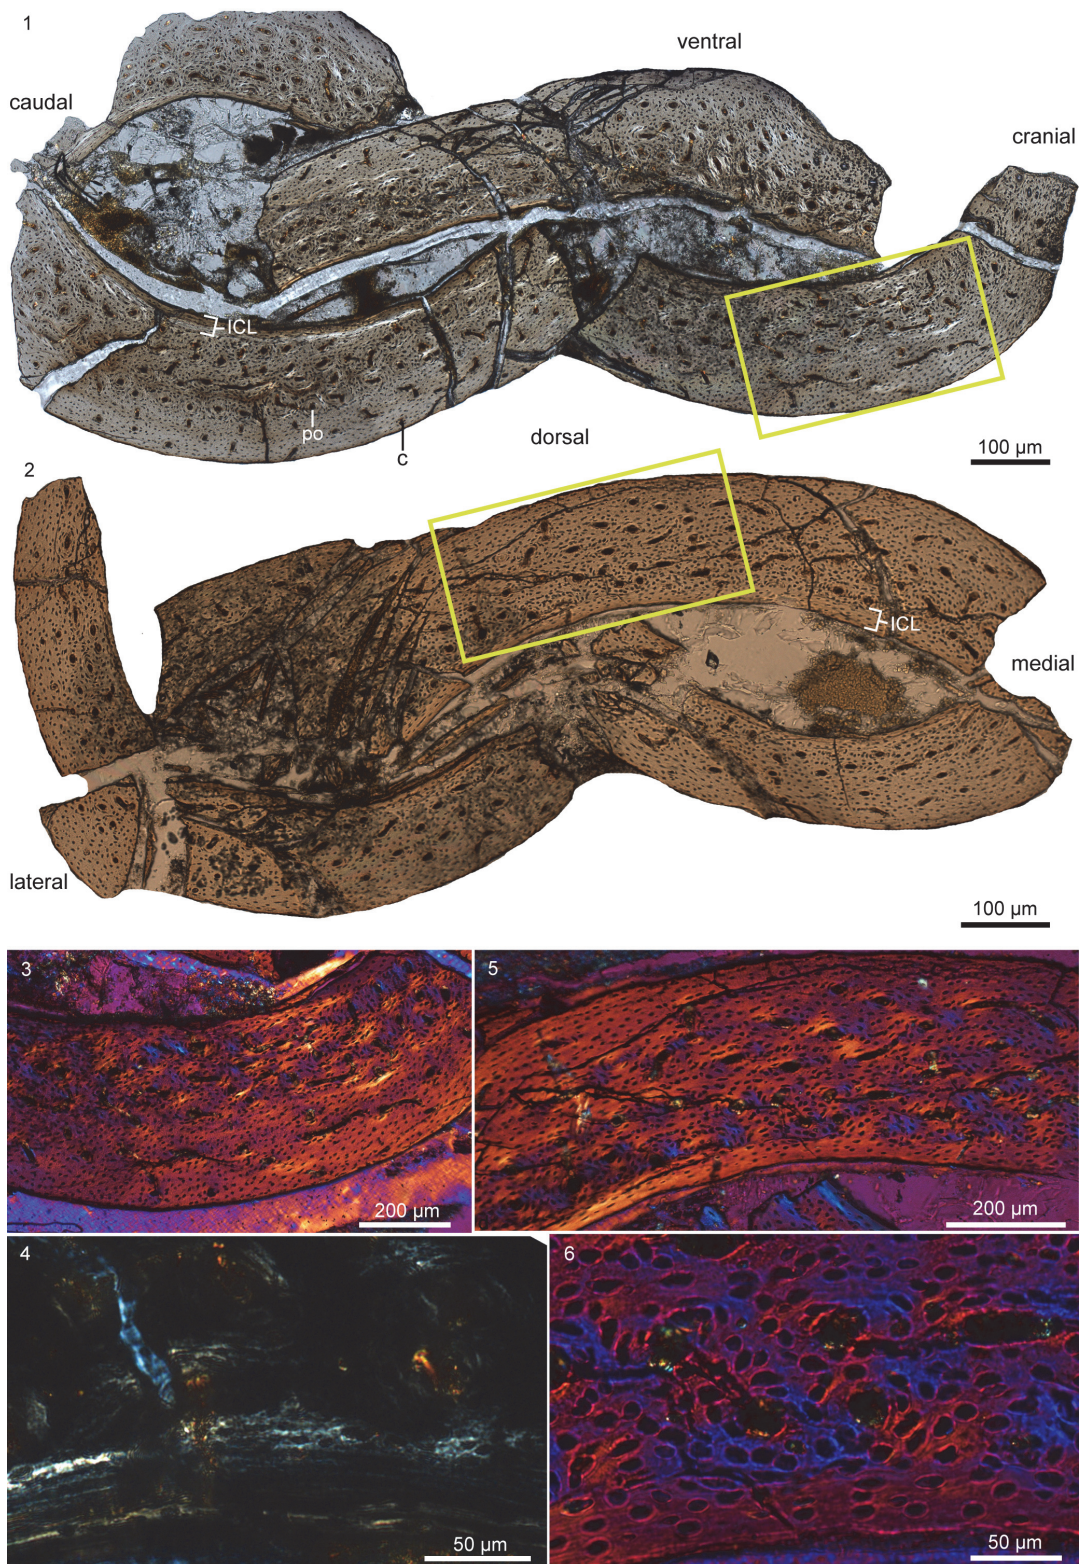 1
ventral
caudal
cranial
ICL
po
c
dorsal
100 µm
2
ICL
medial
lateral
100 µm
3
5
200 µm
200 µm
4
6
50 µm
50 µm